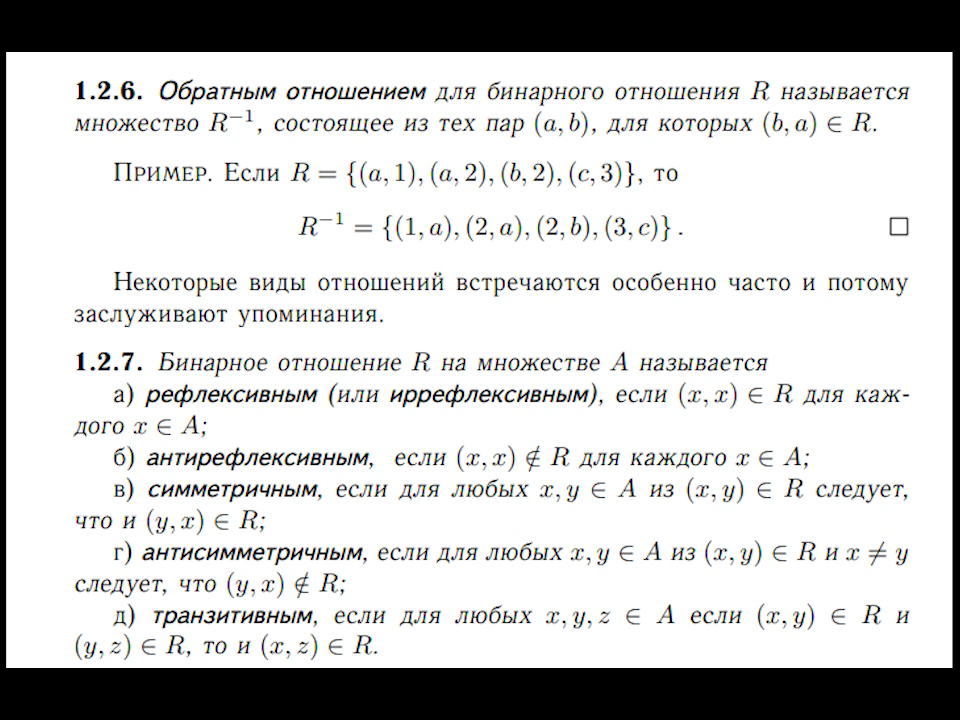 1.2.6. Обратным отношением для бинарного отношения R называется
множество R⁻¹, состоящее из тех пар (a, b), для которых (b, a) ∈ R.
ПРИМЕР. Если R = {(a, 1), (a, 2), (b, 2), (c, 3)}, то
R⁻¹ = {(1, a), (2, a), (2, b), (3, c)} . □
Некоторые виды отношений встречаются особенно часто и потому
заслуживают упоминания.
1.2.7. Бинарное отношение R на множестве A называется
а) рефлексивным (или иррефлексивным), если (x, x) ∈ R для каж-
дого x ∈ A;
б) антирефлексивным, если (x, x) ∉ R для каждого x ∈ A;
в) симметричным, если для любых x, y ∈ A из (x, y) ∈ R следует,
что и (y, x) ∈ R;
г) антисимметричным, если для любых x, y ∈ A из (x, y) ∈ R и x ≠ y
следует, что (y, x) ∉ R;
д) транзитивным, если для любых x, y, z ∈ A если (x, y) ∈ R и
(y, z) ∈ R, то и (x, z) ∈ R.